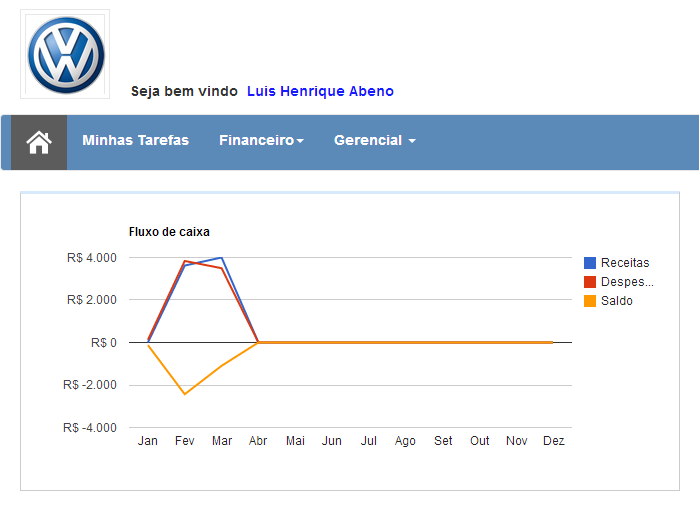 Seja bem vindo Luis Henrique Abeno
Minhas Tarefas Financeiro Gerencial
Fluxo de caixa
R$ 4.000
R$ 2.000
R$ 0
R$ -2.000
R$ -4.000
Jan Fev Mar Abr Mai Jun Jul Ago Set Out Nov Dez
Receitas
Despes...
Saldo